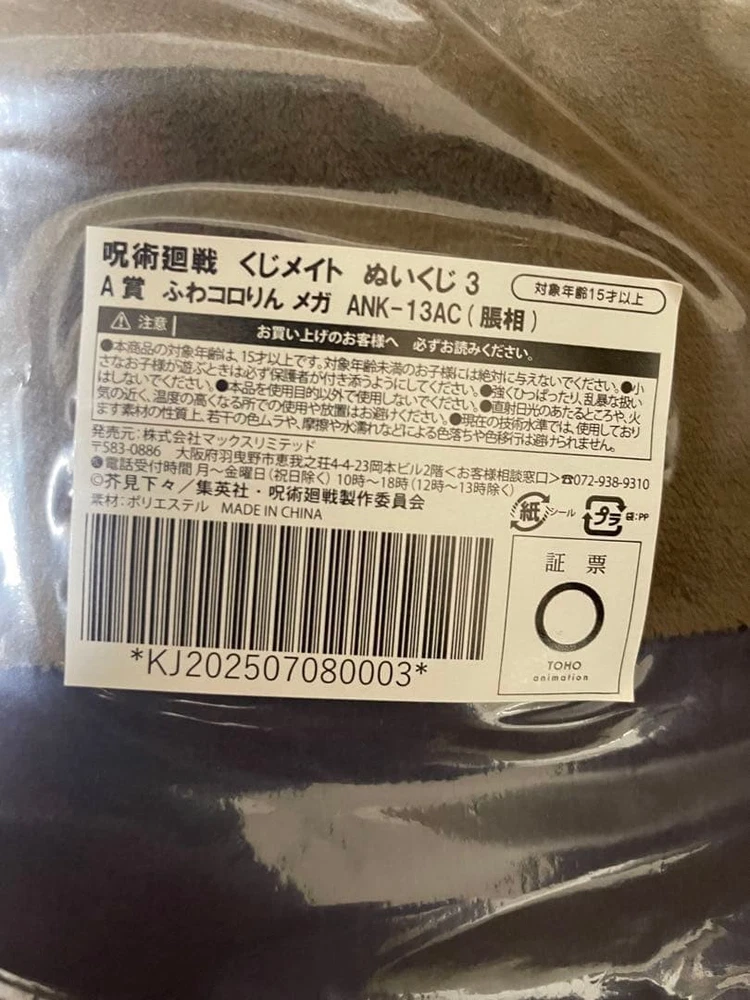 呪術廻戦 くじメイト ぬいくじ 3
対象年齢15才以上
A賞 ふわコロりん メガ ANK-13AC(脹相)
⚠ 注意 お買い上げのお客様へ 必ずお読みください。
●本商品の対象年齢は、15才以上です。対象年齢未満のお子様には絶対に与えないでください。●小
さなお子様が遊ぶときは必ず保護者が付き添うようにしてください。●強くひっぱったり、乱暴な扱い
はしないでください。●本品を使用目的以外で使用しないでください。●直射日光のあたるところや、火
気の近く、温度の高くなる所での使用や放置はお避けください。●現在の技術水準では、使用しており
ます素材の性質上、若干の色ムラや、摩擦や水濡れなどによる色落ちや色移行は避けられません。
発売元:株式会社マックスリミテッド
〒583-0886 大阪府羽曳野市恵我之荘4-4-23岡本ビル2階<お客様相談窓口>☎072-938-9310
●電話受付時間 月〜金曜日(祝日除く)10時〜18時(12時〜13時除く)
©芥見下々/集英社・呪術廻戦製作委員会
素材:ポリエステル MADE IN CHINA
紙 シール
プラ 袋:PP
*KJ202507080003*
証票
TOHO
animation